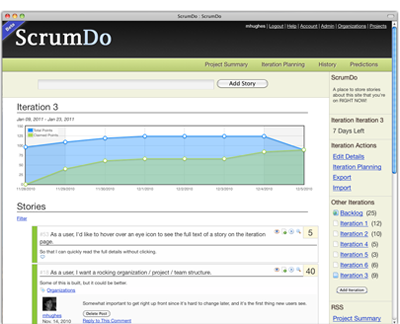 ScrumDo : ScrumDo
Beta
mhughes | Logout | Help | Account | Admin | Organizations | Projects
ScrumDo
Project Summary Iteration Planning History Predictions
Add Story
Iteration 3
Jan 09, 2011 - Jan 23, 2011
Total Points
Claimed Points
Stories
Filter
As a user, I'd like to hover over an eye icon to see the full text of a story on the iteration page.
5
So that I can quickly read the full details without clicking.
As a user, I want a rocking organization / project / team structure.
40
Some of this is built, but it could be better.
Organizations
Somewhat important to get right up front since it's hard to change later, and it's the first thing new users see.
Delete Post
mhughes
Nov. 14, 2010 Reply to This Comment
ScrumDo
A place to store stories
about this site that you're
on RIGHT NOW!
Iteration Iteration 3
7 Days Left
Iteration Actions
Edit Details
Iteration Planning
Export
Import
Other Iterations
Backlog (25)
Iteration 1 (12)
Iteration 2 (10)
Iteration 4 (5)
Iteration 5 (3)
Iteration 6 (2)
Iteration 3 (9)
Add Iteration
RSS
Project Summary